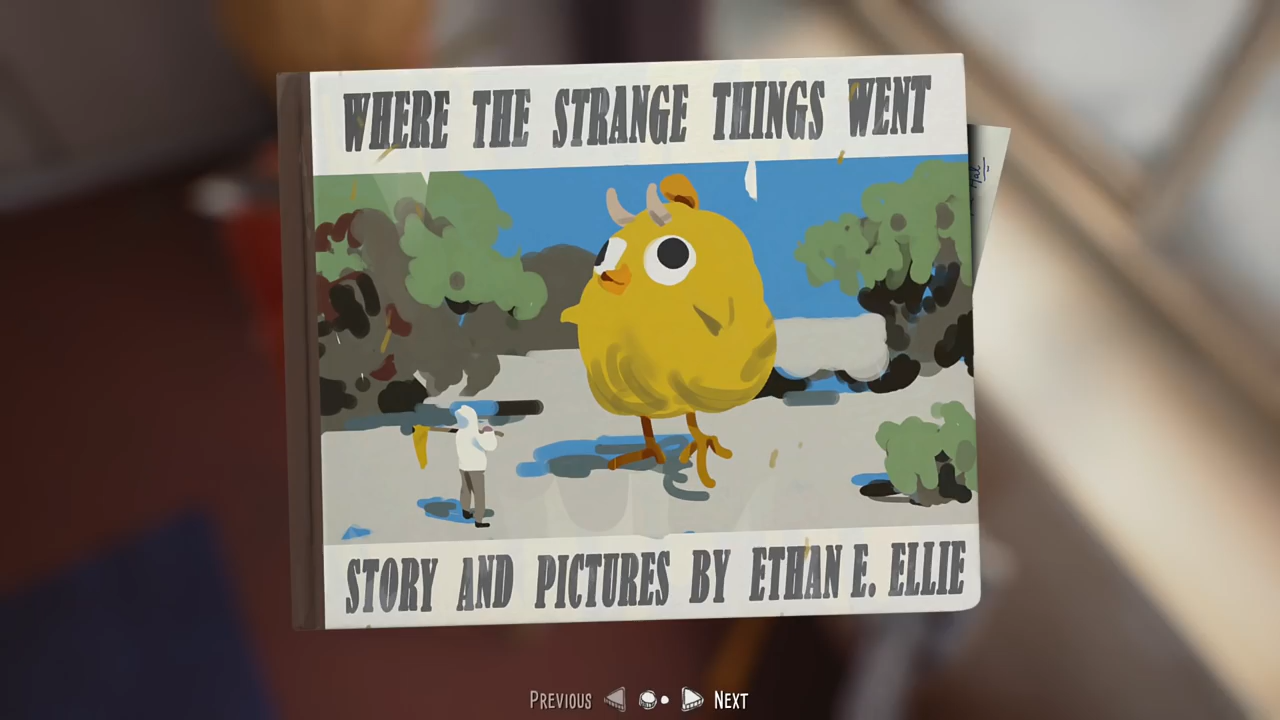 WHERE THE STRANGE THINGS WENT
STORY AND PICTURES BY ETHAN E. ELLIE
Previous Next